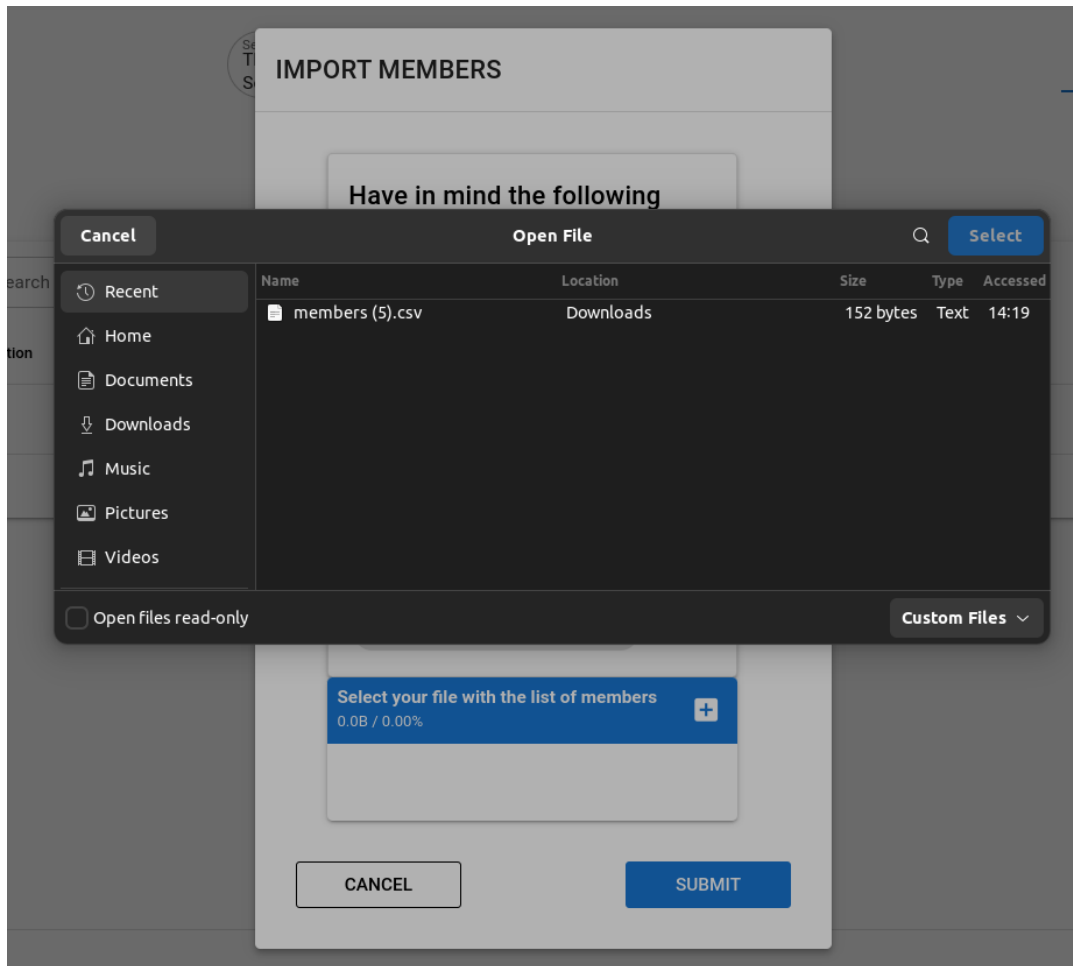 Se
IMPORT MEMBERS
Have in mind the following
Cancel
Open File
Select
earch
Recent
Name Location Size Type Accessed
members (5).csv Downloads 152 bytes Text 14:19
Home
tion
Documents
Downloads
Music
Pictures
Videos
Open files read-only
Custom Files
Select your file with the list of members
0.0B / 0.00%
CANCEL
SUBMIT